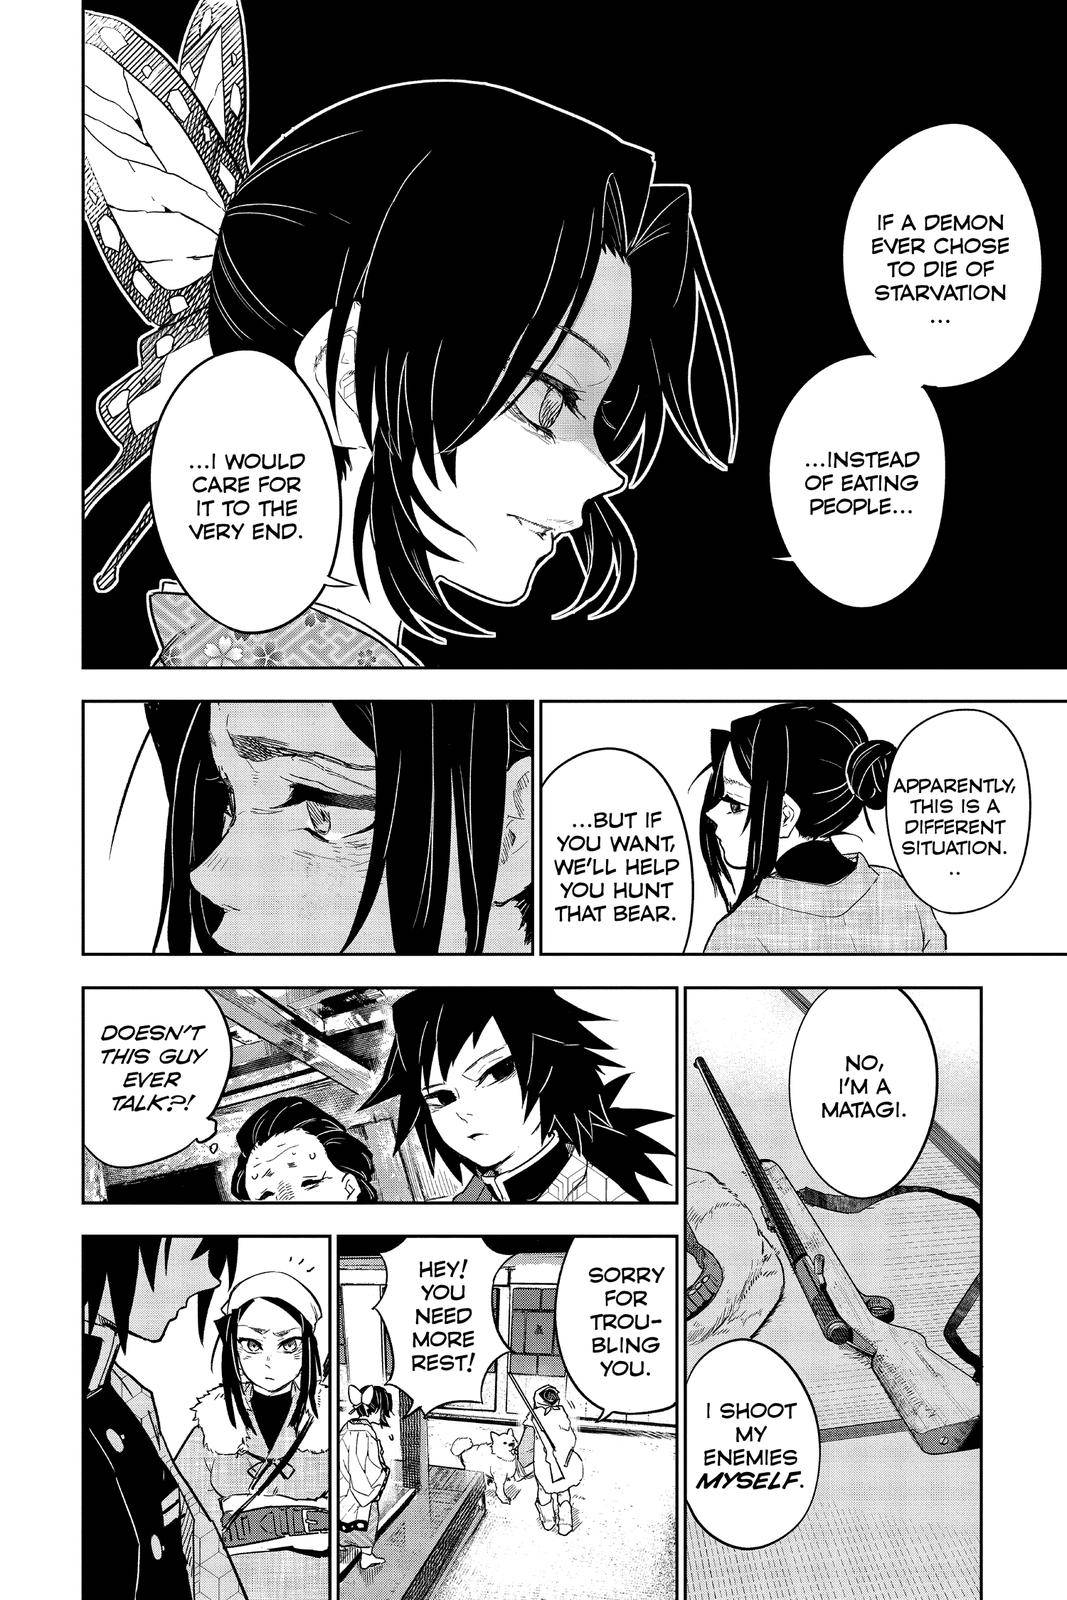 IF A DEMON
EVER CHOSE
TO DIE OF
STARVATION
...
...INSTEAD
OF EATING
PEOPLE...
...I WOULD
CARE FOR
IT TO THE
VERY END.
APPARENTLY,
THIS IS A
DIFFERENT
SITUATION.
..
...BUT IF
YOU WANT,
WE'LL HELP
YOU HUNT
THAT BEAR.
NO,
I'M A
MATAGI.
I SHOOT
MY
ENEMIES
MYSELF.
DOESN'T
THIS GUY
EVER
TALK?!
SORRY
FOR
TROU-
BLING
YOU.
HEY!
YOU
NEED
MORE
REST!